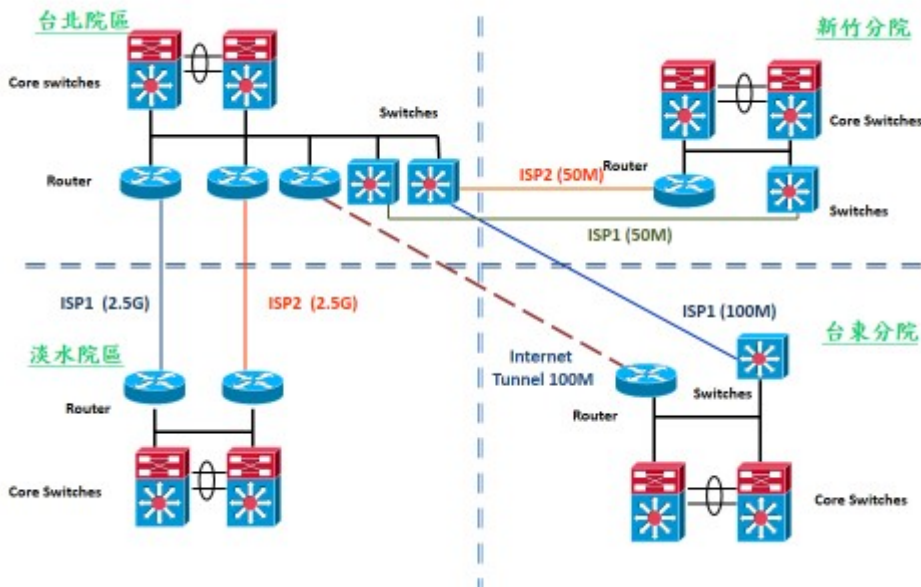 台北院區
Core switches
Switches
Router
ISP1 (2.5G)
ISP2 (2.5G)
淡水院區
Router
Core Switches
新竹分院
Core Switches
Router
ISP2 (50M)
Switches
ISP1 (50M)
ISP1 (100M)
台東分院
Internet
Tunnel 100M
Switches
Router
Core Switches